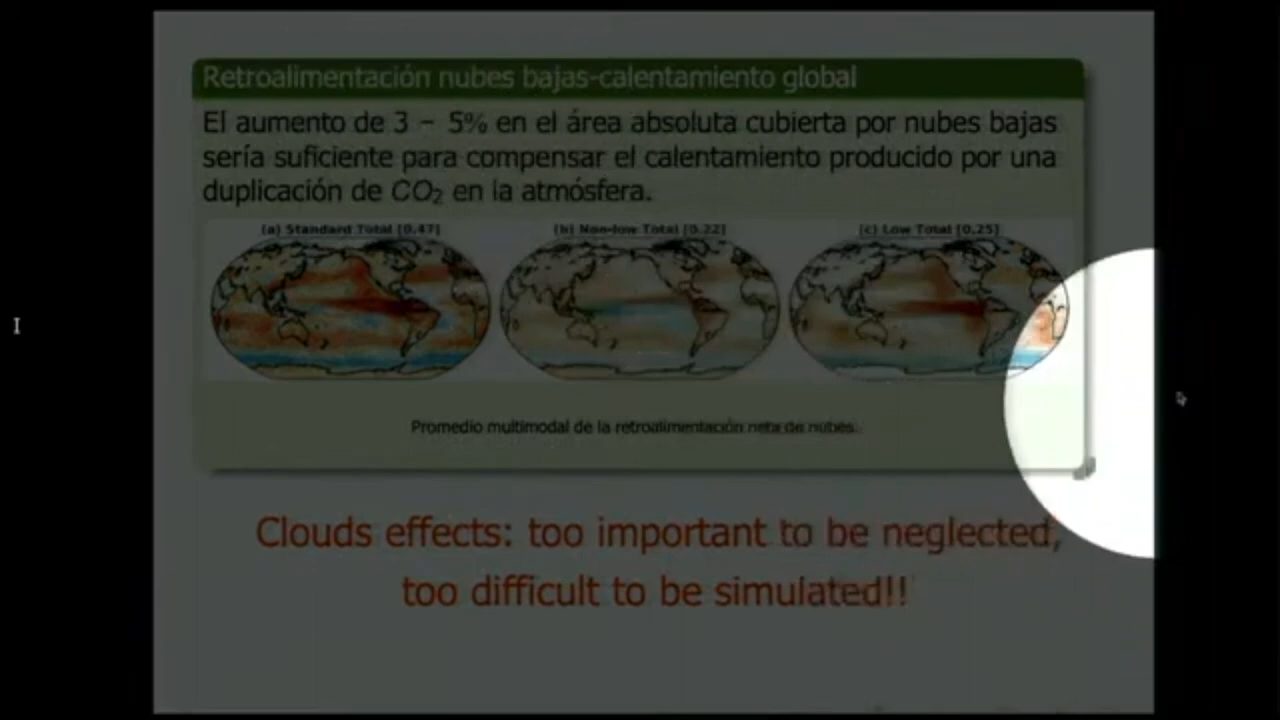 Retroalimentación nubes bajas-calentamiento global
El aumento de 3 − 5% en el área absoluta cubierta por nubes bajas
sería suficiente para compensar el calentamiento producido por una
duplicación de CO₂ en la atmósfera.
(a) Standard Total [0.47]
(b) Non-low Total [0.22]
(c) Low Total [0.25]
Promedio multimodal de la retroalimentación neta de nubes.
Clouds effects: too important to be neglected,
too difficult to be simulated!!